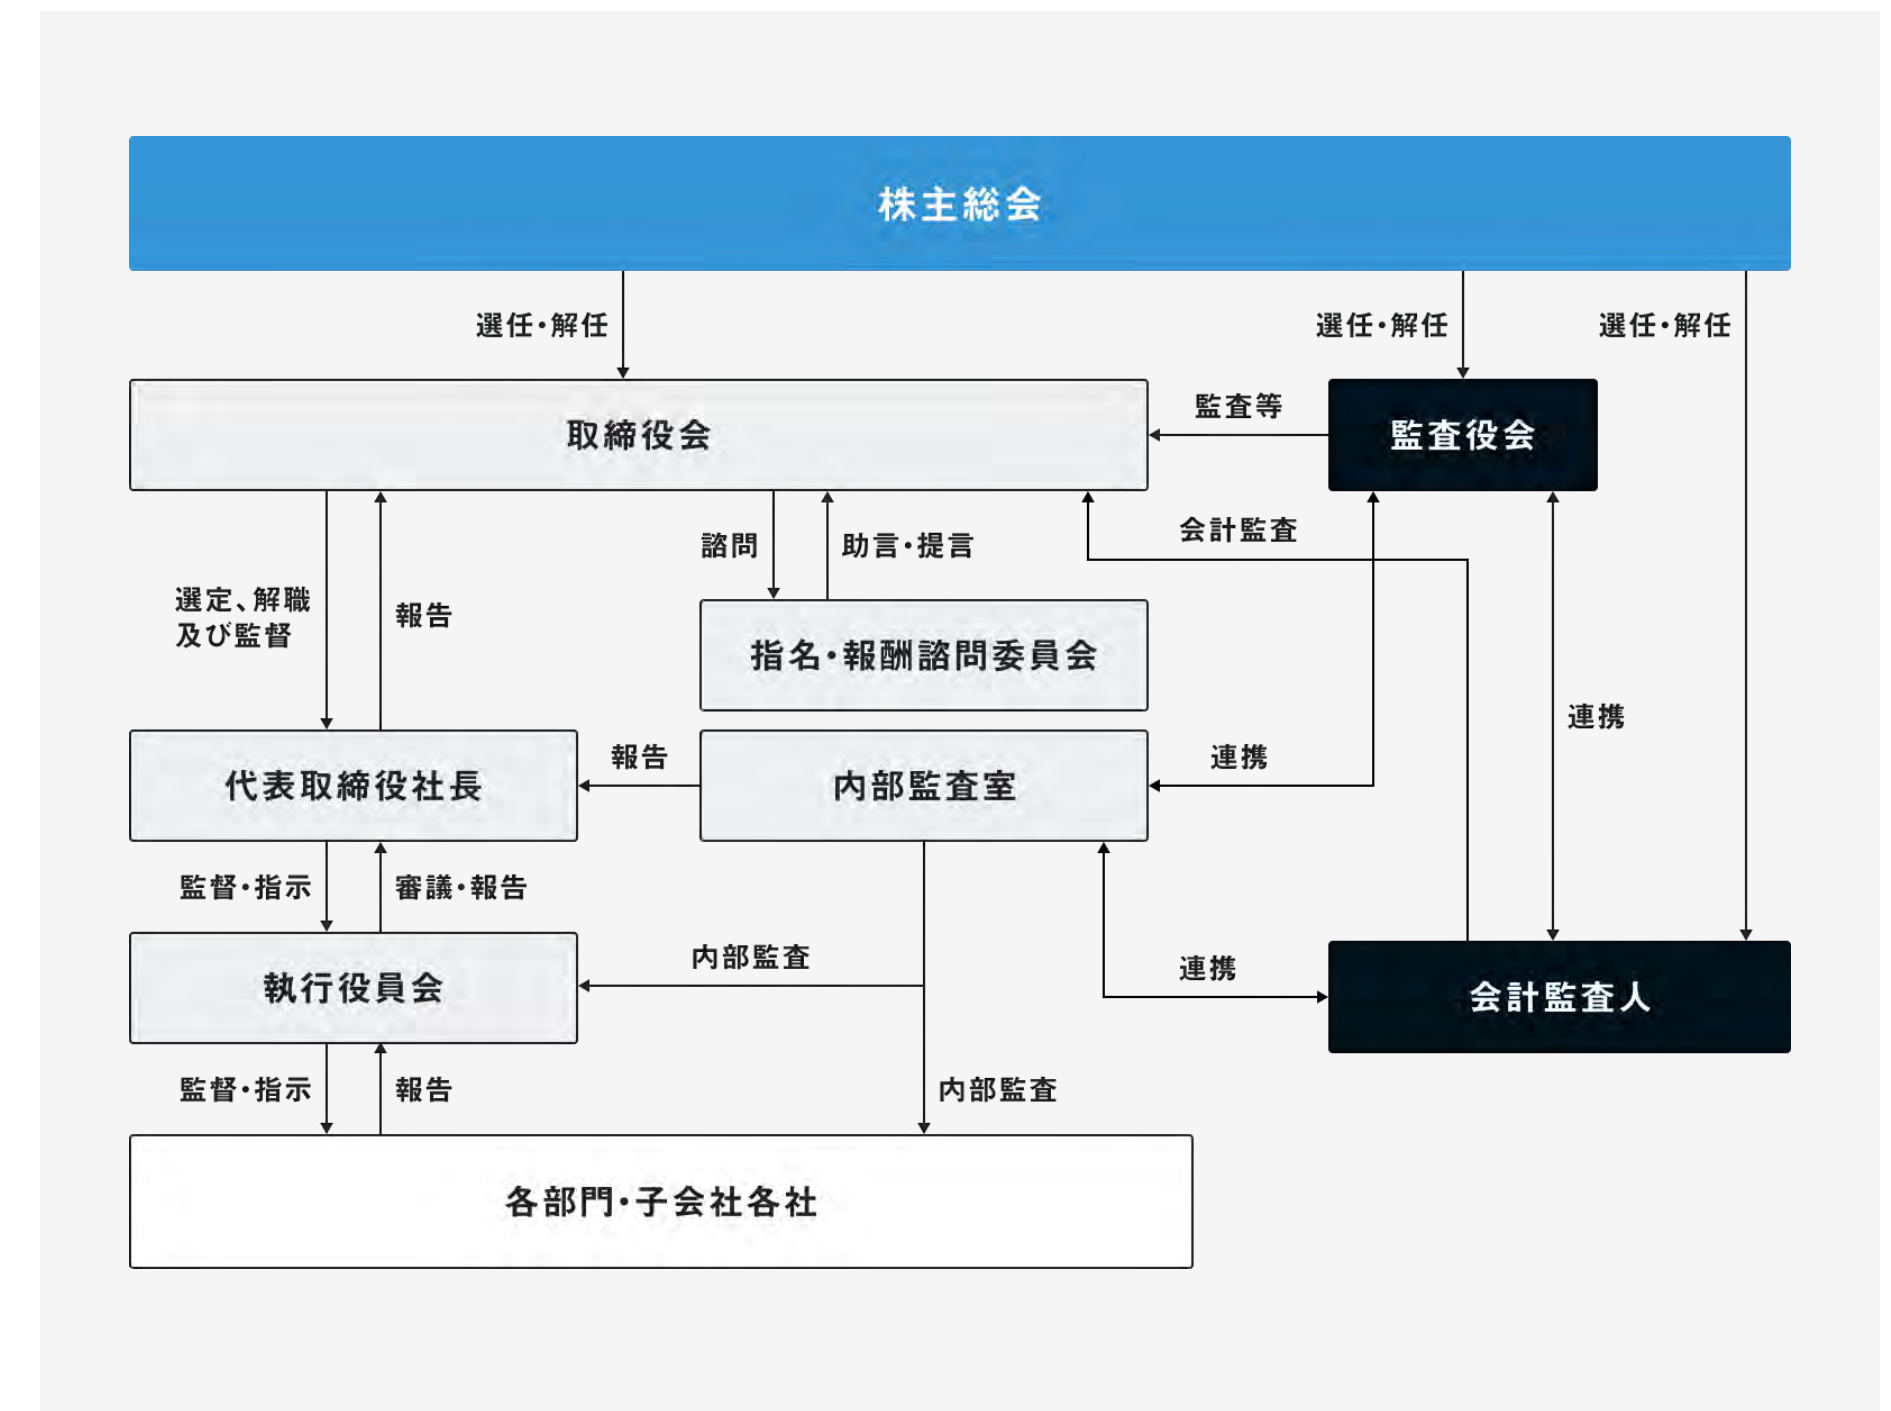 株主総会
選任・解任
選任・解任
選任・解任
取締役会
監査等
監査役会
会計監査
諮問
助言・提言
選定、解職
及び監督
報告
指名・報酬諮問委員会
連携
代表取締役社長
報告
内部監査室
連携
監督・指示
審議・報告
執行役員会
内部監査
連携
会計監査人
監督・指示
報告
内部監査
各部門・子会社各社